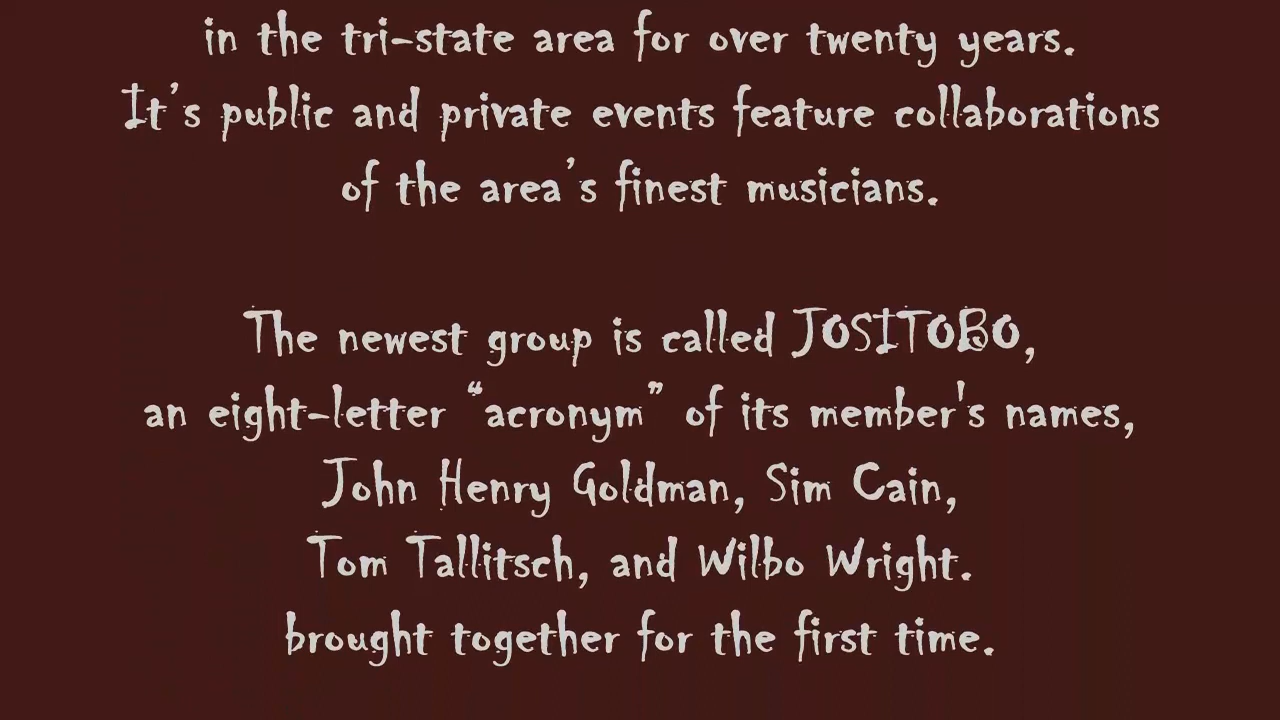 in the tri-state area for over twenty years.
It's public and private events feature collaborations
of the area's finest musicians.
The newest group is called JOSITOBO,
an eight-letter “acronym” of its member's names,
John Henry Goldman, Sim Cain,
Tom Tallitsch, and Wilbo Wright.
brought together for the first time.